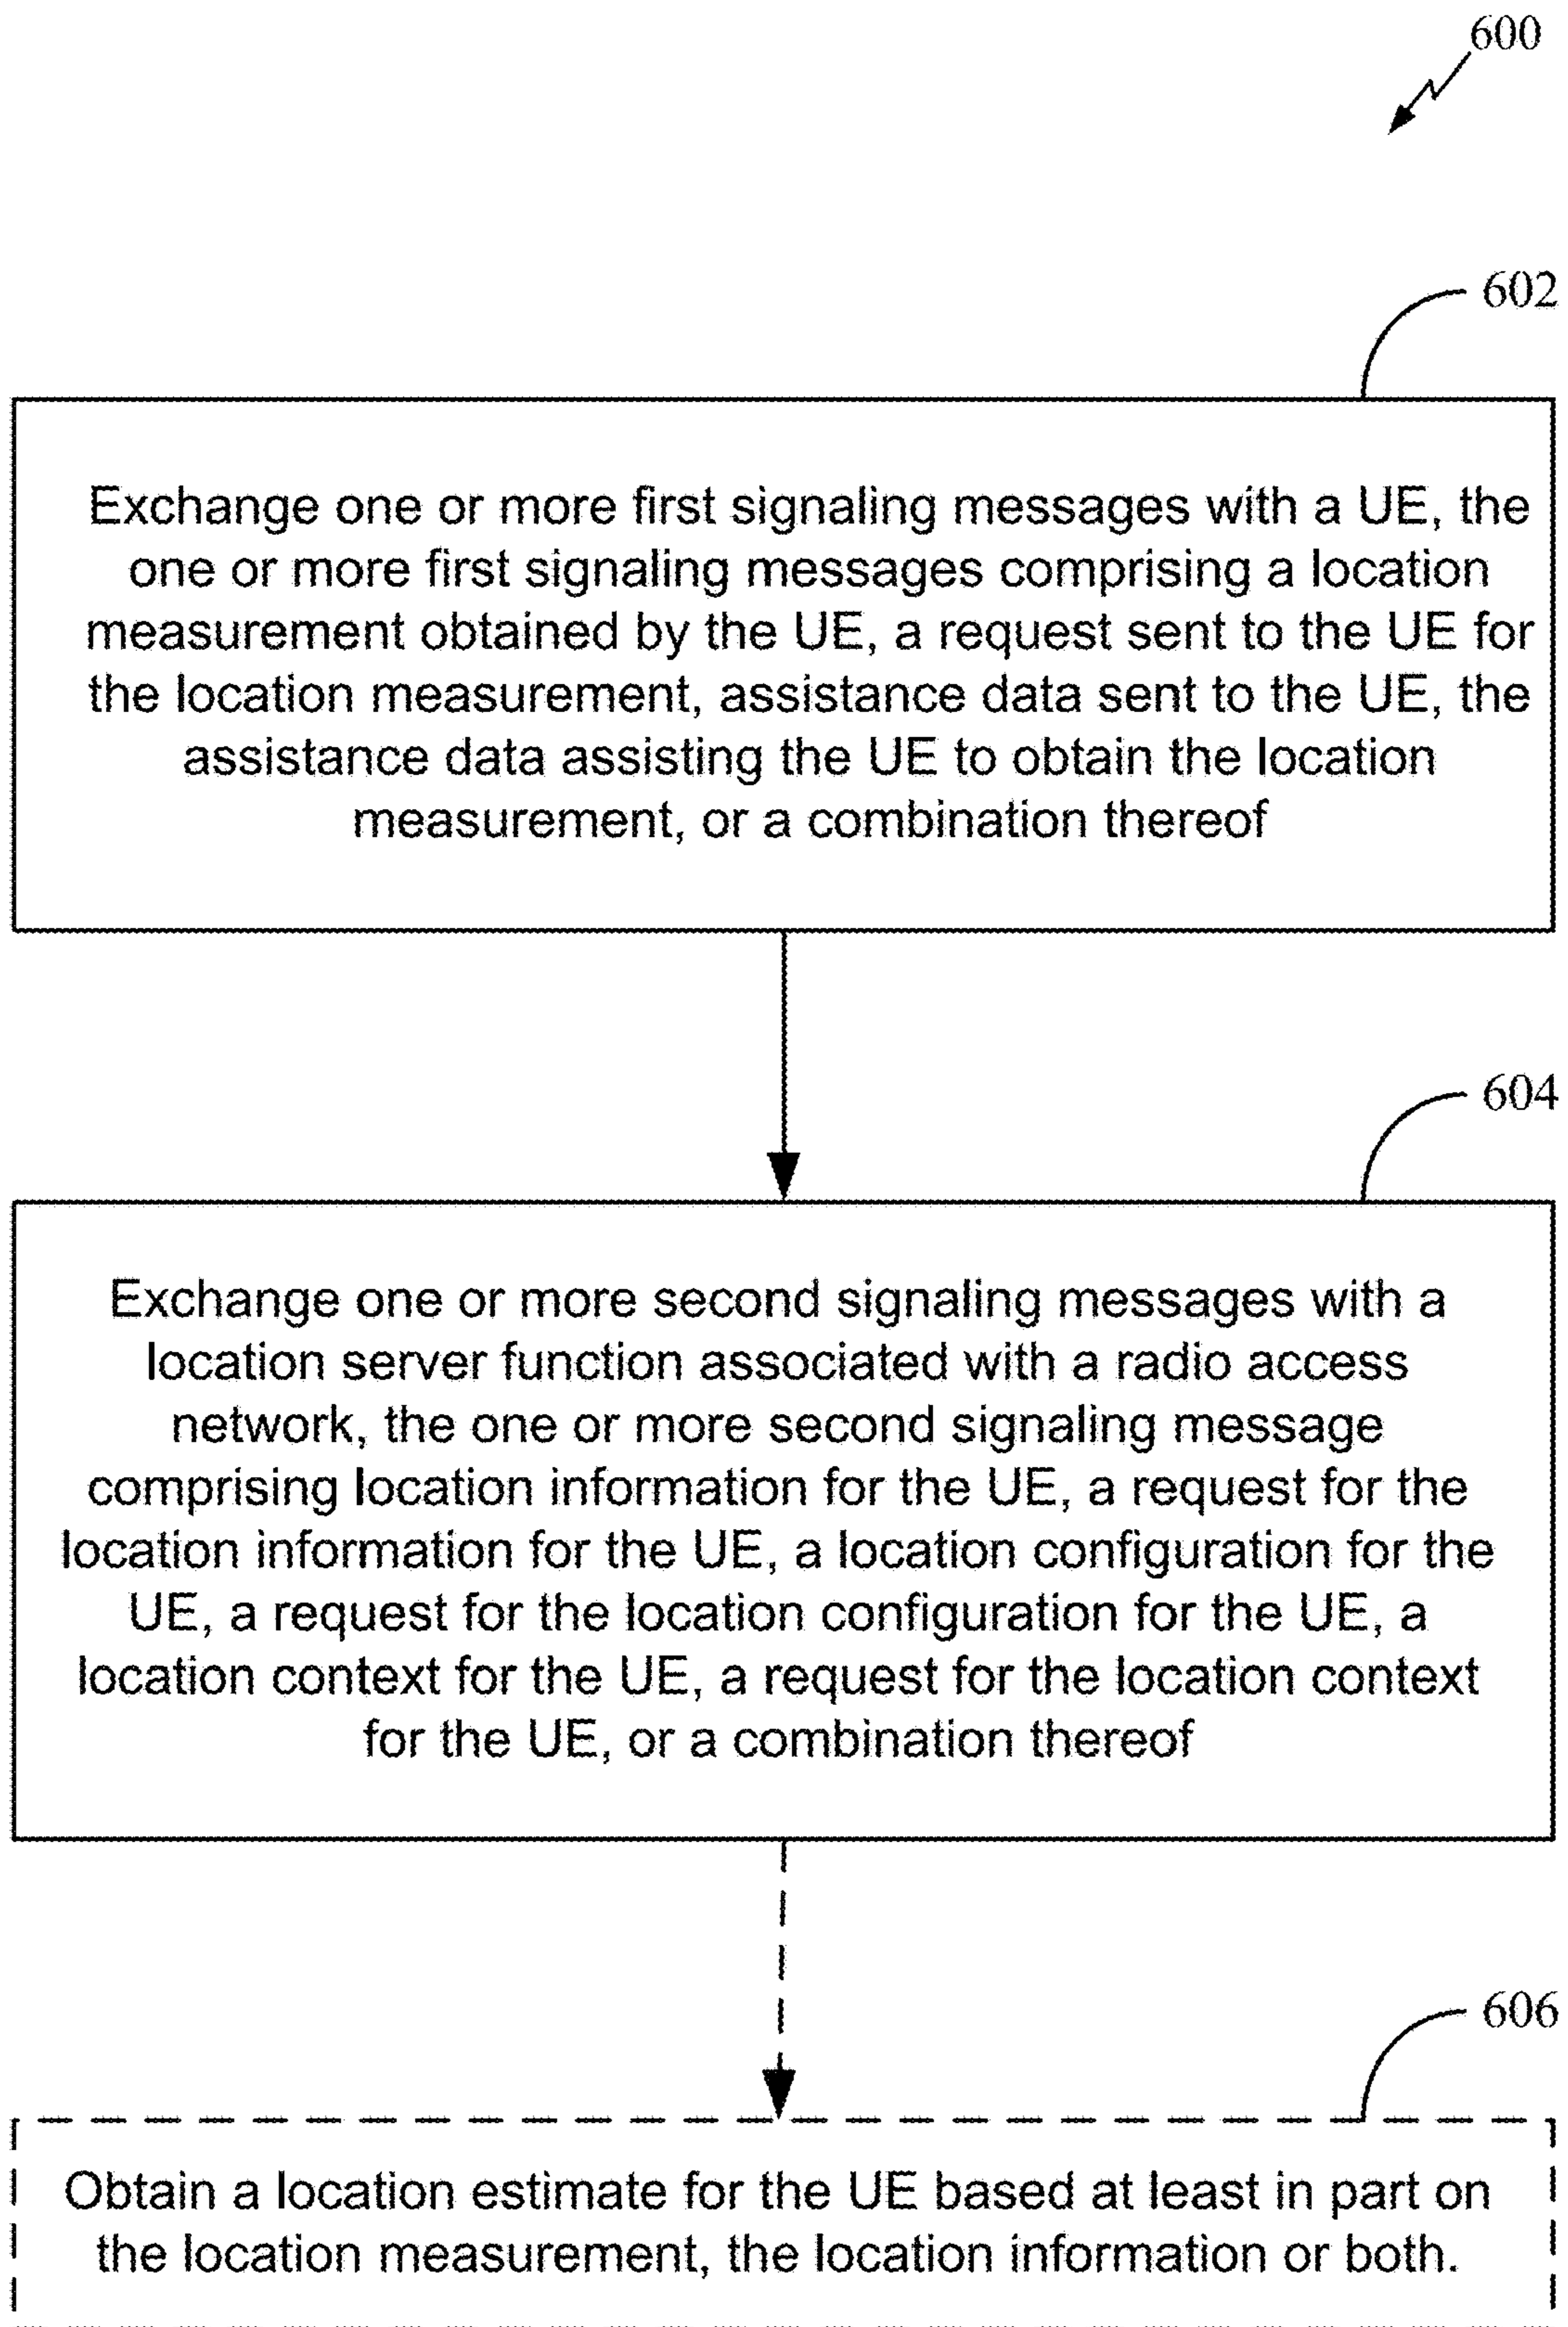 600
602
Exchange one or more first signaling messages with a UE, the
one or more first signaling messages comprising a location
measurement obtained by the UE, a request sent to the UE for
the location measurement, assistance data sent to the UE, the
assistance data assisting the UE to obtain the location
measurement, or a combination thereof
604
Exchange one or more second signaling messages with a
location server function associated with a radio access
network, the one or more second signaling message
comprising location information for the UE, a request for the
location information for the UE, a location configuration for the
UE, a request for the location configuration for the UE, a
location context for the UE, a request for the location context
for the UE, or a combination thereof
606
Obtain a location estimate for the UE based at least in part on
the location measurement, the location information or both.